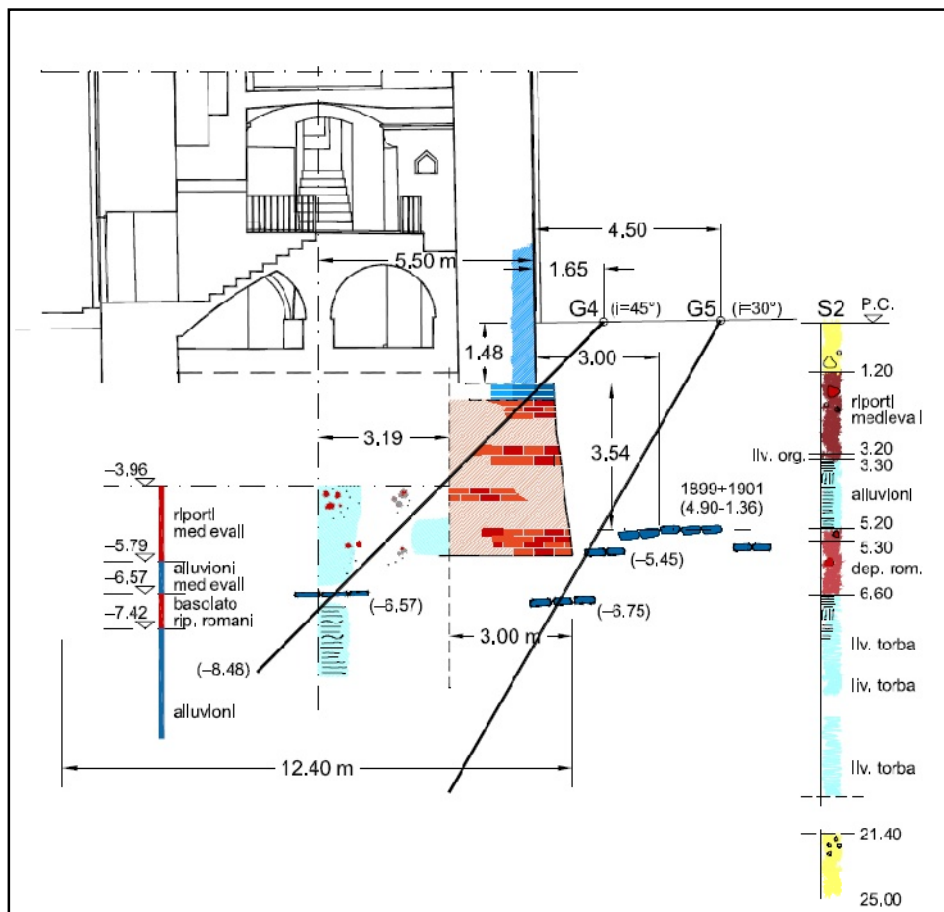 4.50
5.50 m
1.65
G4 (i=45°)
G5 (i=30°)
S2
P.C.
1.48
3.00
1.20
riporti
medievali
3.19
3.54
3.20
liv. org.
3.30
–3,96
1899+1901
(4.90-1.36)
alluvioni
riporti
medievali
5.20
–5.79
(–5.45)
5.30
alluvioni
medievali
dep. rom.
–6,57
basolato
rip. romani
(–6,57)
(–6.75)
6,60
–7.42
3.00 m
liv. torba
(–8.48)
liv. torba
alluvioni
12.40 m
liv. torba
21.40
25,00